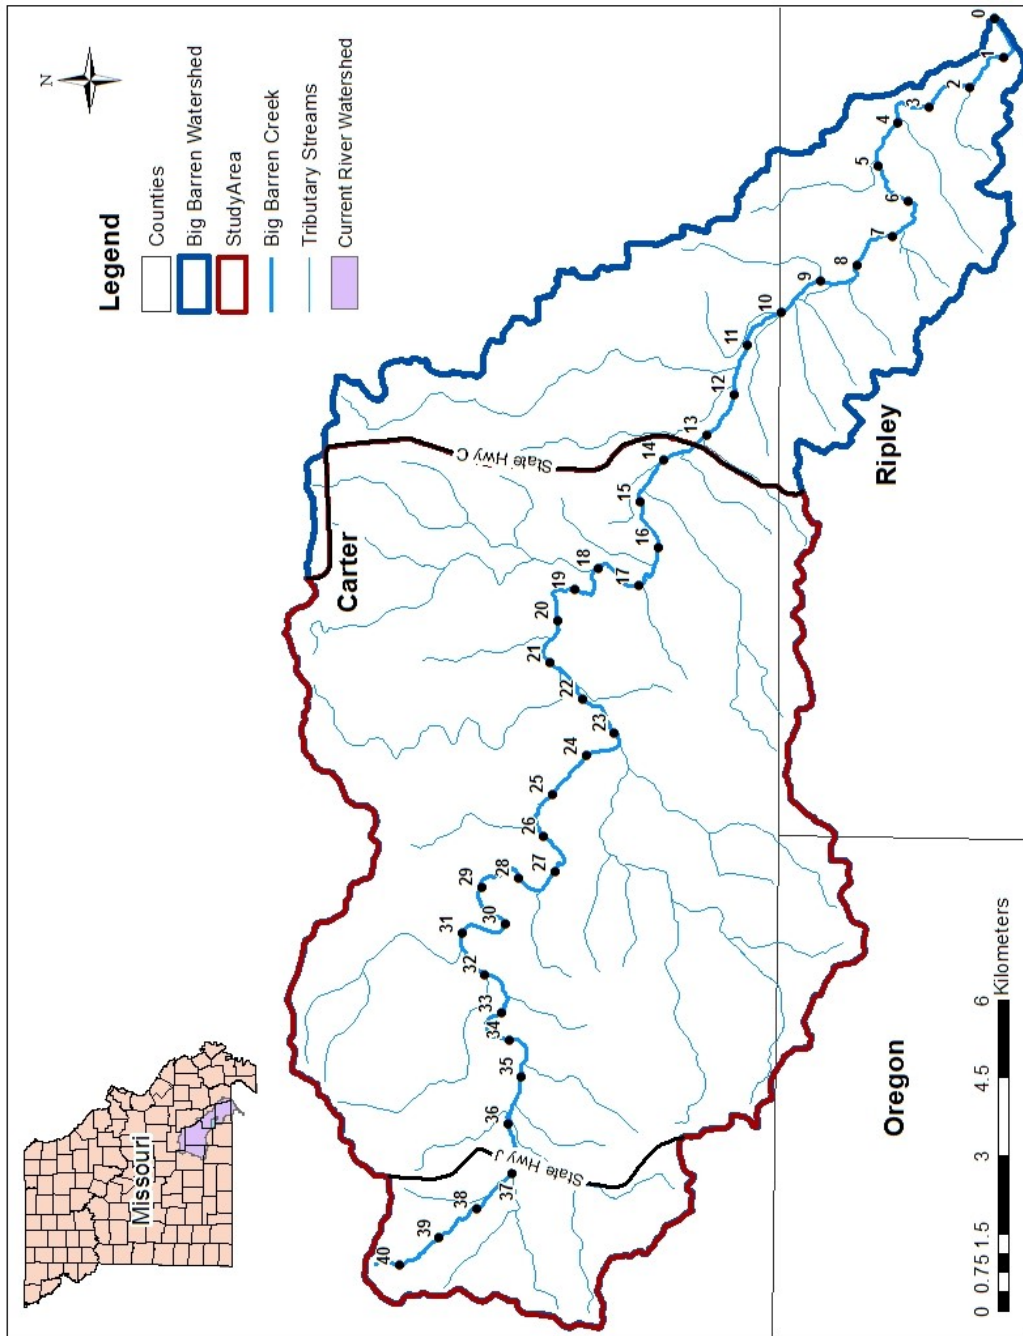 N
Legend
Counties
Big Barren Watershed
StudyArea
Big Barren Creek
Tributary Streams
Current River Watershed
Missouri
Carter
Ripley
Oregon
State Hwy C
State Hwy J
40
39
38
37
36
35
34
33
32
31
30
29
28
27
26
25
24
23
22
21
20
19
18
17
16
15
14
13
12
11
10
9
8
7
6
5
4
3
2
1
0
0 0.75 1.5 3 4.5 6
Kilometers